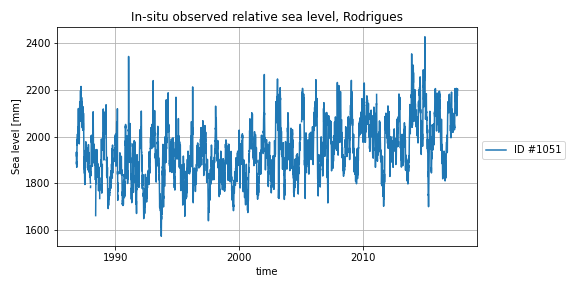 In-situ observed relative sea level, Rodrigues
Sea level [mm]
2400
2200
2000
1800
1600
1990
2000
2010
time
ID #1051